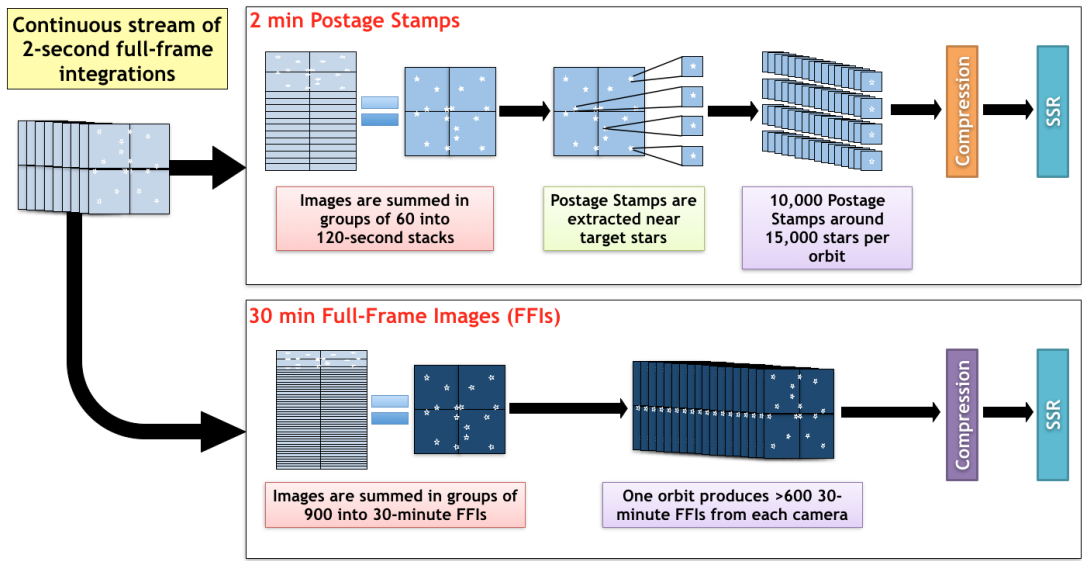 Continuous stream of
2-second full-frame
integrations
2 min Postage Stamps
Images are summed in
groups of 60 into
120-second stacks
Postage Stamps are
extracted near
target stars
10,000 Postage
Stamps around
15,000 stars per
orbit
Compression
SSR
30 min Full-Frame Images (FFIs)
Images are summed in groups of
900 into 30-minute FFIs
One orbit produces >600 30-
minute FFIs from each camera
Compression
SSR